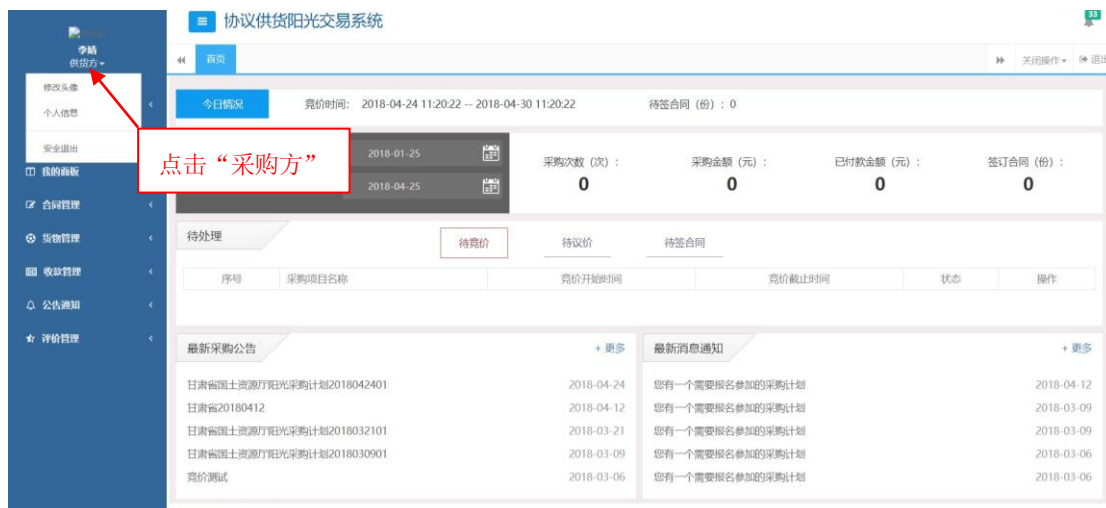 协议供货阳光交易系统
33
李婧
供货方
首页
关闭操作
退出
修改头像
个人信息
安全退出
点击“采购方”
今日情况
竞价时间: 2018-04-24 11:20:22 -- 2018-04-30 11:20:22
待签合同 (份) : 0
2018-01-25
2018-04-25
采购次数 (次) :
0
采购金额 (元) :
0
已付款金额 (元) :
0
签订合同 (份) :
0
我的面板
合同管理
货物管理
收款管理
公告通知
评价管理
待处理
待竞价
待议价
待签合同
序号 采购项目名称 竞价开始时间 竞价截止时间 状态 操作
最新采购公告 + 更多
甘肃省国土资源厅阳光采购计划2018042401 2018-04-24
甘肃省20180412 2018-04-12
甘肃省国土资源厅阳光采购计划2018032101 2018-03-21
甘肃省国土资源厅阳光采购计划2018030901 2018-03-09
竞价测试 2018-03-06
最新消息通知 + 更多
您有一个需要报名参加的采购计划 2018-04-12
您有一个需要报名参加的采购计划 2018-03-09
您有一个需要报名参加的采购计划 2018-03-09
您有一个需要报名参加的采购计划 2018-03-06
您有一个需要报名参加的采购计划 2018-03-06